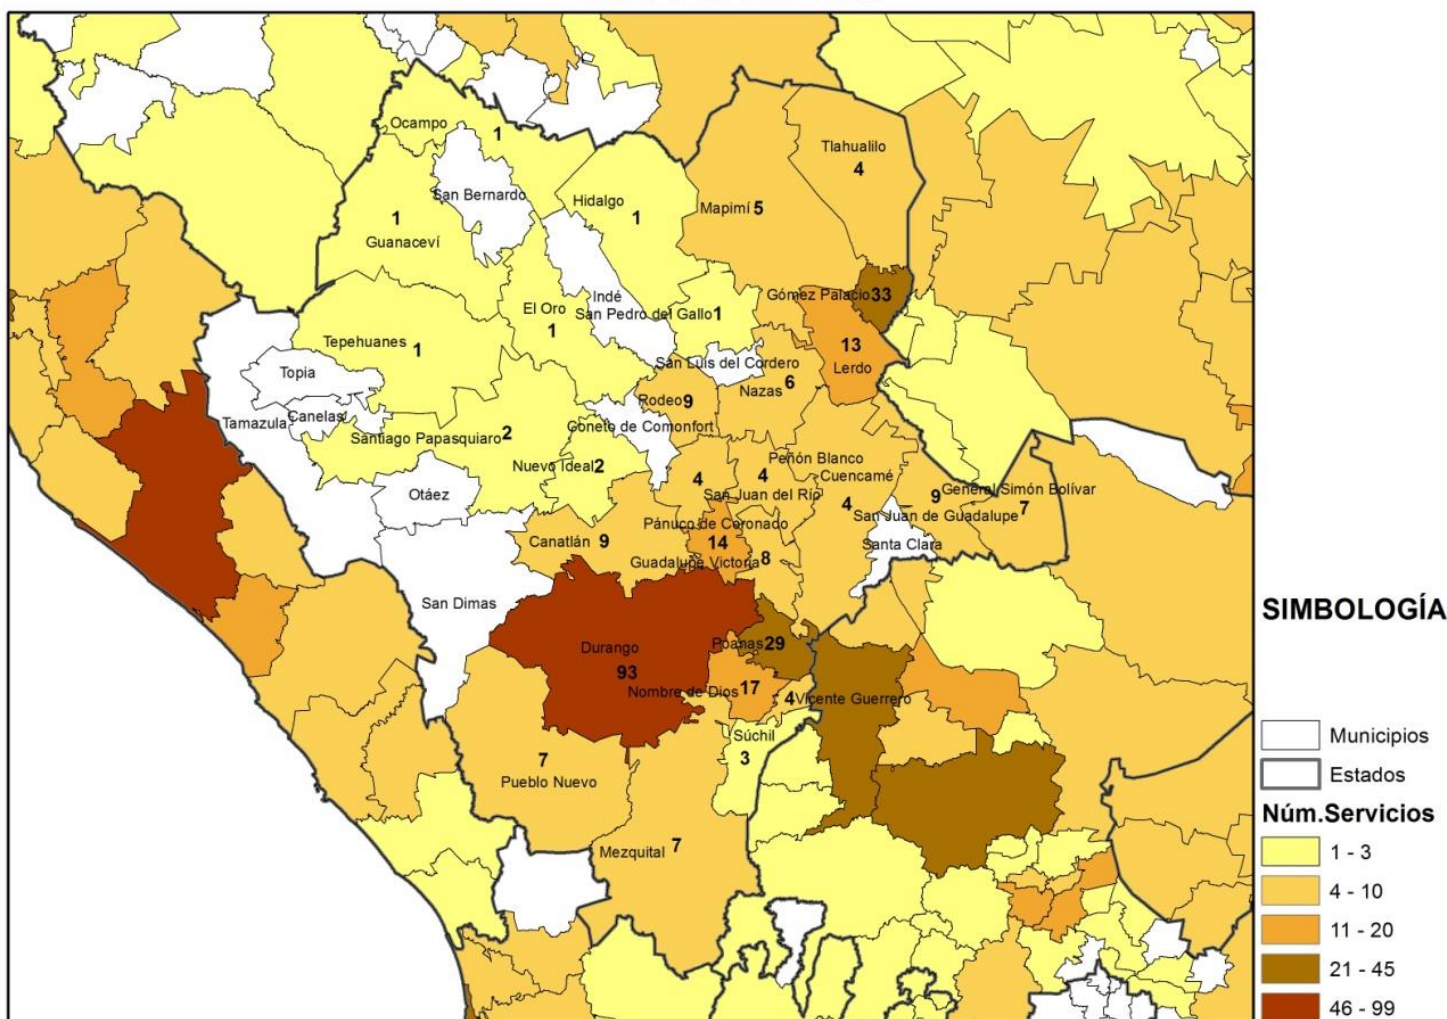 Ocampo
1
Tlahualilo
4
San Bernardo
Hidalgo
1
Mapimí 5
1
Guanaceví
Gómez Palacio 33
Indé
El Oro
1
San Pedro del Gallo 1
Tepehuanes 1
13
Lerdo
San Luis del Cordero
Topia
Nazas 6
Rodeo 9
Canelas
Tamazula
Coneto de Comonfort
Santiago Papasquiaro 2
Peñón Blanco
Nuevo Ideal 2
4
4
Cuencamé
4
San Juan del Río
General Simón Bolívar
9
7
Otáez
San Juan de Guadalupe
Pánuco de Coronado
14
Canatlán 9
Santa Clara
Guadalupe Victoria 8
San Dimas
SIMBOLOGÍA
Durango
93
Poanas 29
Nombre de Dios 17
4 Vicente Guerrero
Súchil
3
7
Pueblo Nuevo
Mezquital 7
Municipios
Estados
Núm.Servicios
1 - 3
4 - 10
11 - 20
21 - 45
46 - 99